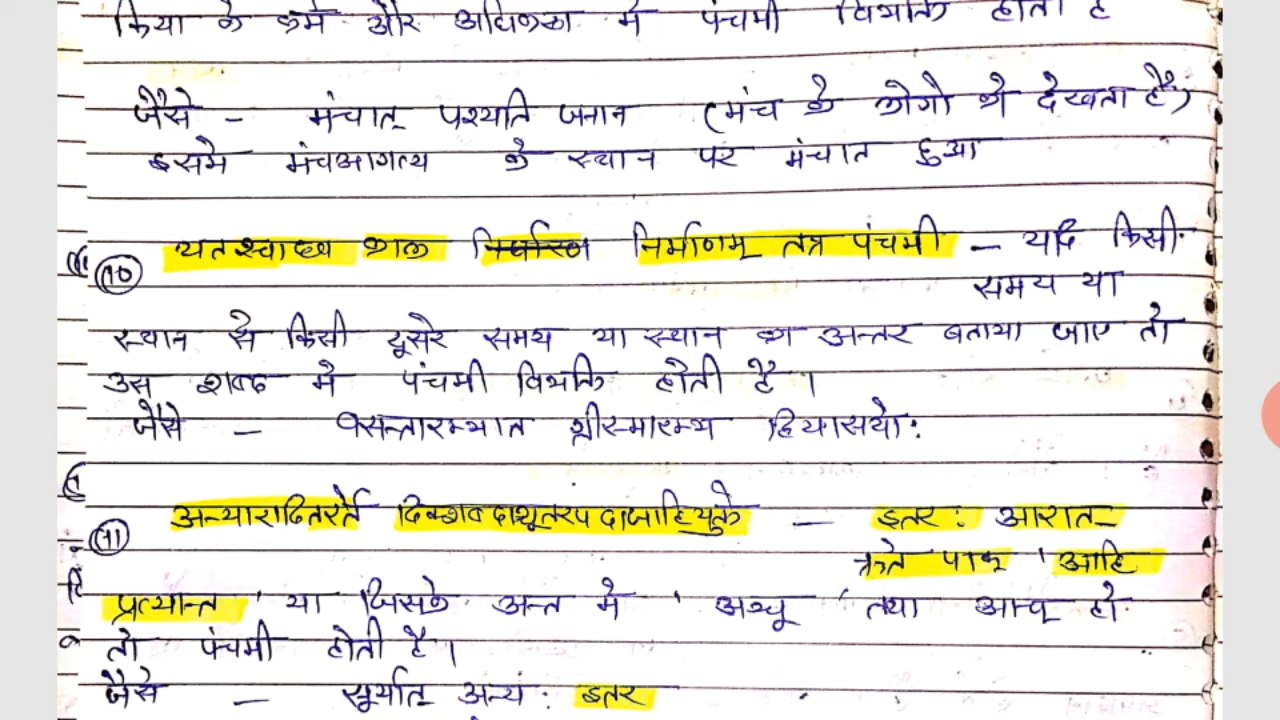 क्रिया के कर्म और अधिकरण में पंचमी विभक्ति होती है
जैसे - मंचात् पश्यति जनान (मंच के लोगो को देखता है)
इसमे मंचआगत्य के स्थान पर मंचात हुआ
(10) यतश्चाध्व काल निर्माणम् तत्र पंचमी - यदि किसी
समय या
स्थान से किसी दूसरे समय या स्थान का अन्तर बताया जाए तो
उस शब्द मे पंचमी विभक्ति होती है ।
जैसे - वसन्तारम्भात ग्रीस्मारम्भ
(11) अन्यारादितरर्ते दिक्शब्दाञ्चूतरपदाजाहियुक्ते - इतर: आरात-
ऋते पाक् 'आहि
प्रत्यान्त' या जिसके अन्त मे 'अञ्चू' तथा आच् हो
तो पंचमी होती है ।
जैसे - सूर्यात् अन्यं: इतर